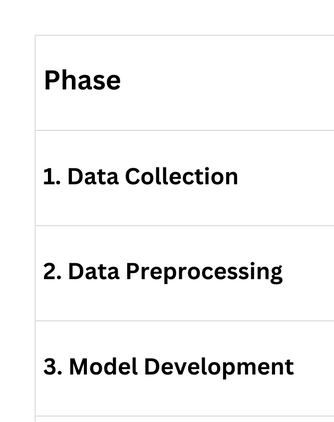 Phase
1. Data Collection
2. Data Preprocessing
3. Model Development